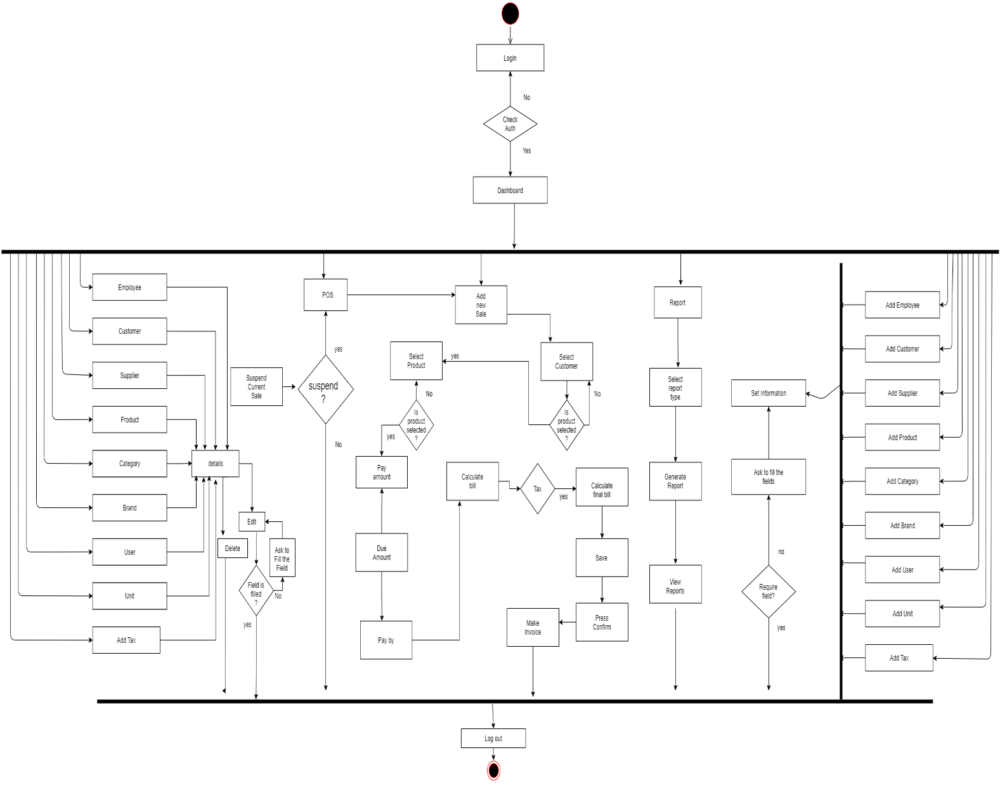 Login
No
Check
Auth
Yes
Dashboard
Employee
Customer
Supplier
Product
Category
Brand
User
Unit
Add Tax
details
Edit
Delete
Ask to
Fill the
Field
Field is
filled
?
No
yes
POS
yes
Suspend
Current
Sale
suspend
?
No
Add
new
Sale
Select
Product
yes
Select
Customer
No
Is
product
selected
?
yes
No
Is
product
selected
?
Pay
amount
Due
Amount
Pay by
Calculate
bill
Tax
yes
Calculate
final bill
Save
Press
Confirm
Make
Invoice
Report
Select
report
type
Generate
Report
View
Reports
Set Information
Ask to fill the
fields
no
Require
field?
yes
Add Employee
Add Customer
Add Supplier
Add Product
Add Category
Add Brand
Add User
Add Unit
Add Tax
Log out